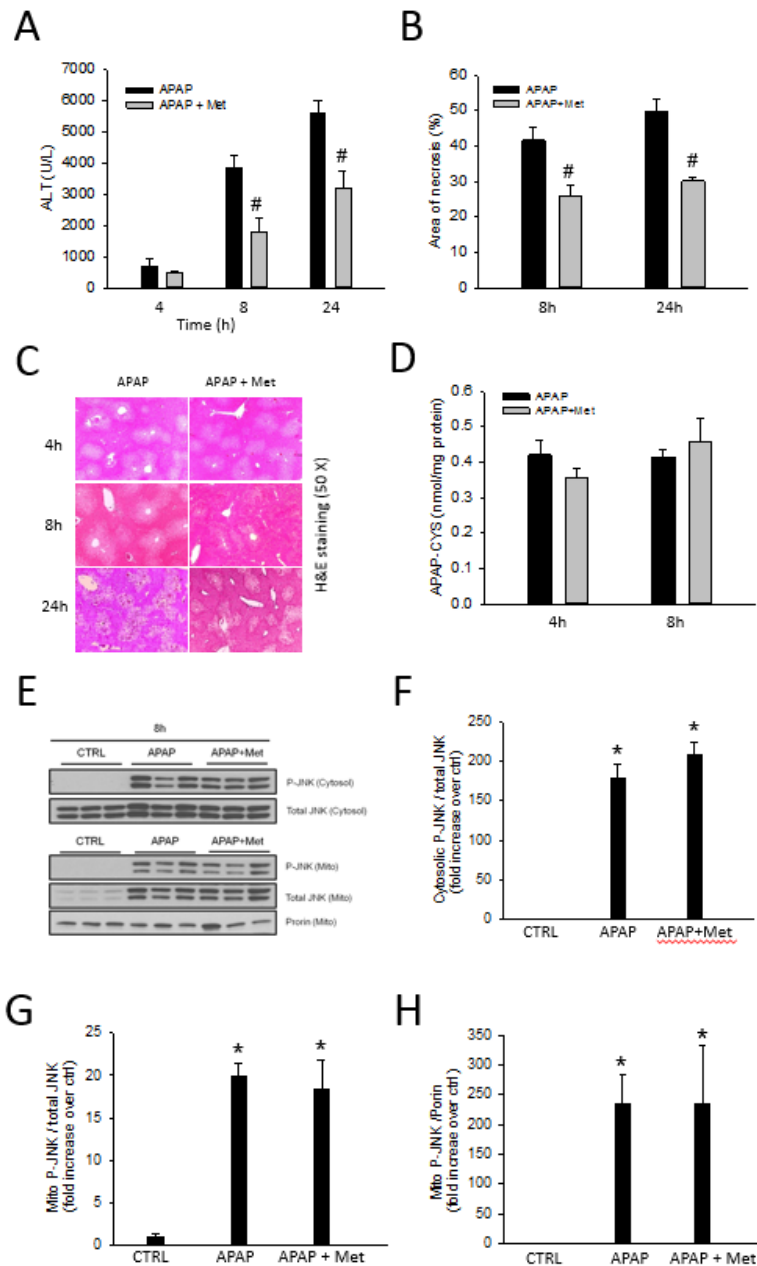 A
7000
6000
5000
4000
3000
2000
1000
0
ALT (U/L)
APAP
APAP + Met
#
#
4
8
24
Time (h)
B
60
50
40
30
20
10
0
Area of necrosis (%)
APAP
APAP+Met
#
#
8h
24h
C
APAP
APAP + Met
4h
8h
24h
H&E staining (50 X)
D
0.6
0.5
0.4
0.3
0.2
0.1
0.0
APAP-CYS (nmol/mg protein)
APAP
APAP+Met
4h
8h
E
8h
CTRL
APAP
APAP+Met
P-JNK (Cytosol)
Total JNK (Cytosol)
CTRL
APAP
APAP+Met
P-JNK (Mito)
Total JNK (Mito)
Prorin (Mito)
F
250
200
150
100
50
0
Cytosolic P-JNK / total JNK
(fold increase over ctrl)
*
*
CTRL
APAP
APAP+Met
G
25
20
15
10
5
0
Mito P-JNK / total JNK
(fold increase over ctrl)
*
*
CTRL
APAP
APAP + Met
H
350
300
250
200
150
100
50
0
Mito P-JNK /Porin
(fold increae over ctrl)
*
*
CTRL
APAP
APAP + Met